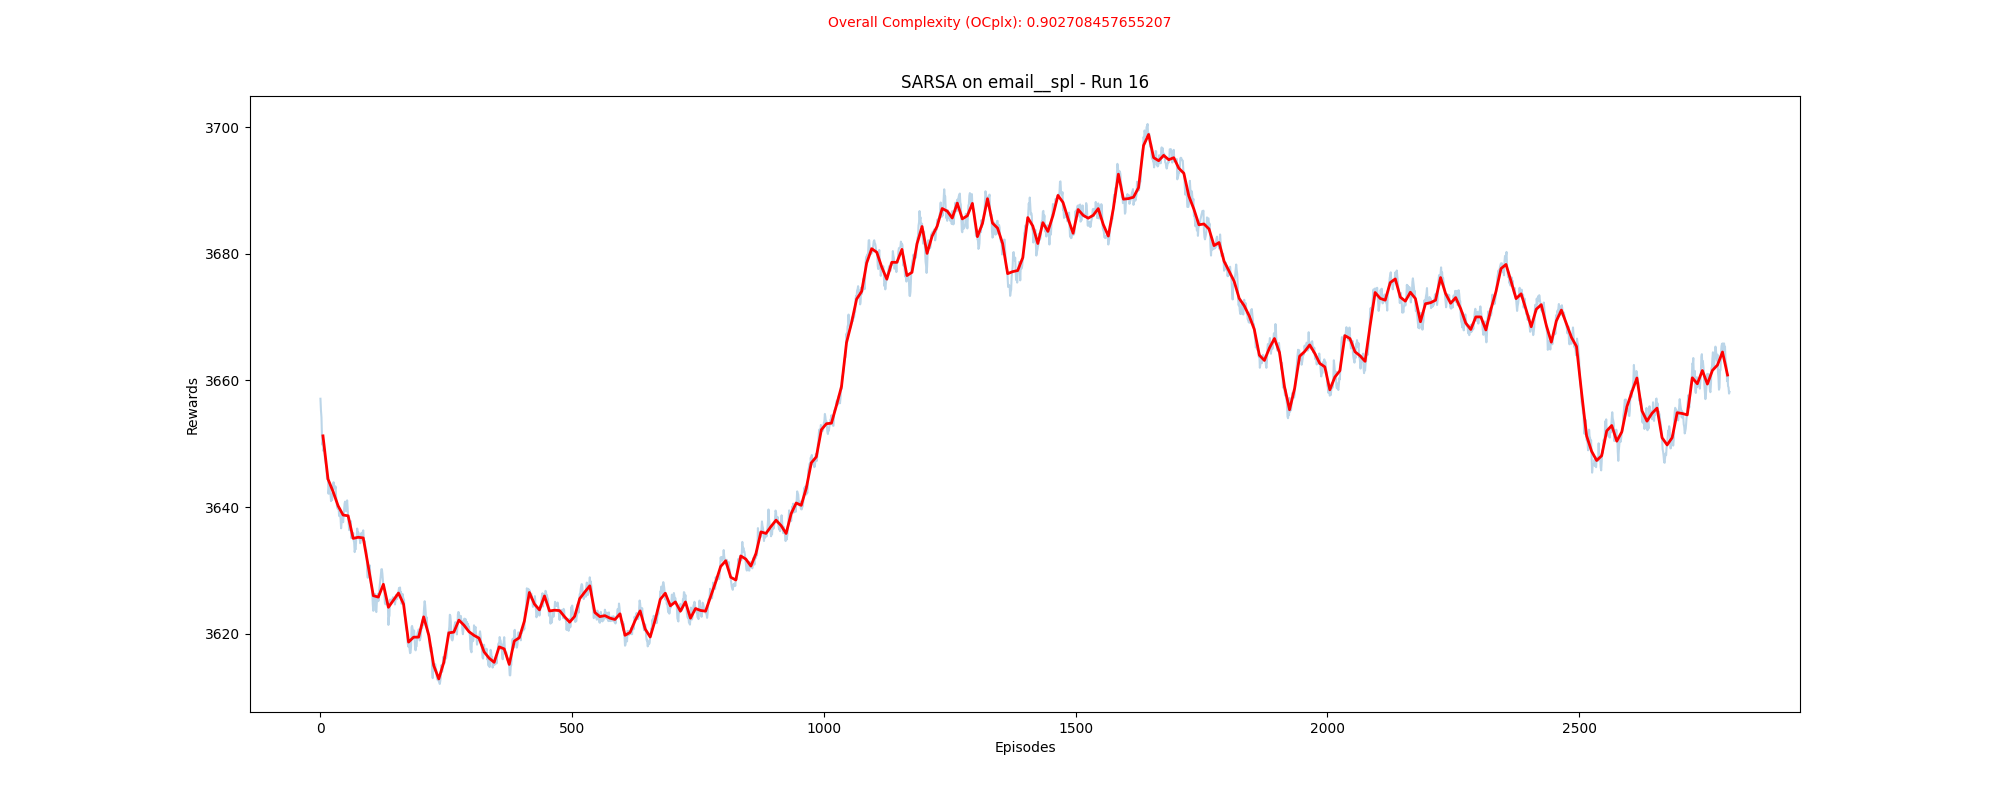 Overall Complexity (OCplx): 0.902708457655207
SARSA on email__spl - Run 16
3700
3680
3660
3640
3620
Rewards
0 500 1000 1500 2000 2500
Episodes